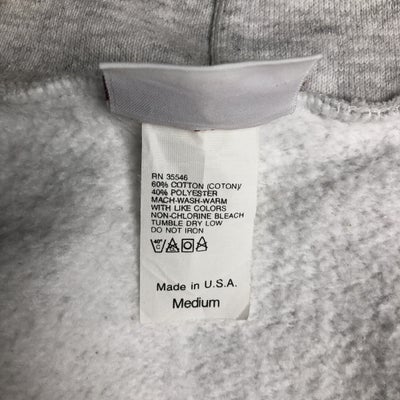 RN 35546
60% COTTON (COTON)/
40% POLYESTER
MACH-WASH-WARM
WITH LIKE COLORS
NON-CHLORINE BLEACH
TUMBLE DRY LOW
DO NOT IRON
Made in U.S.A.
Medium